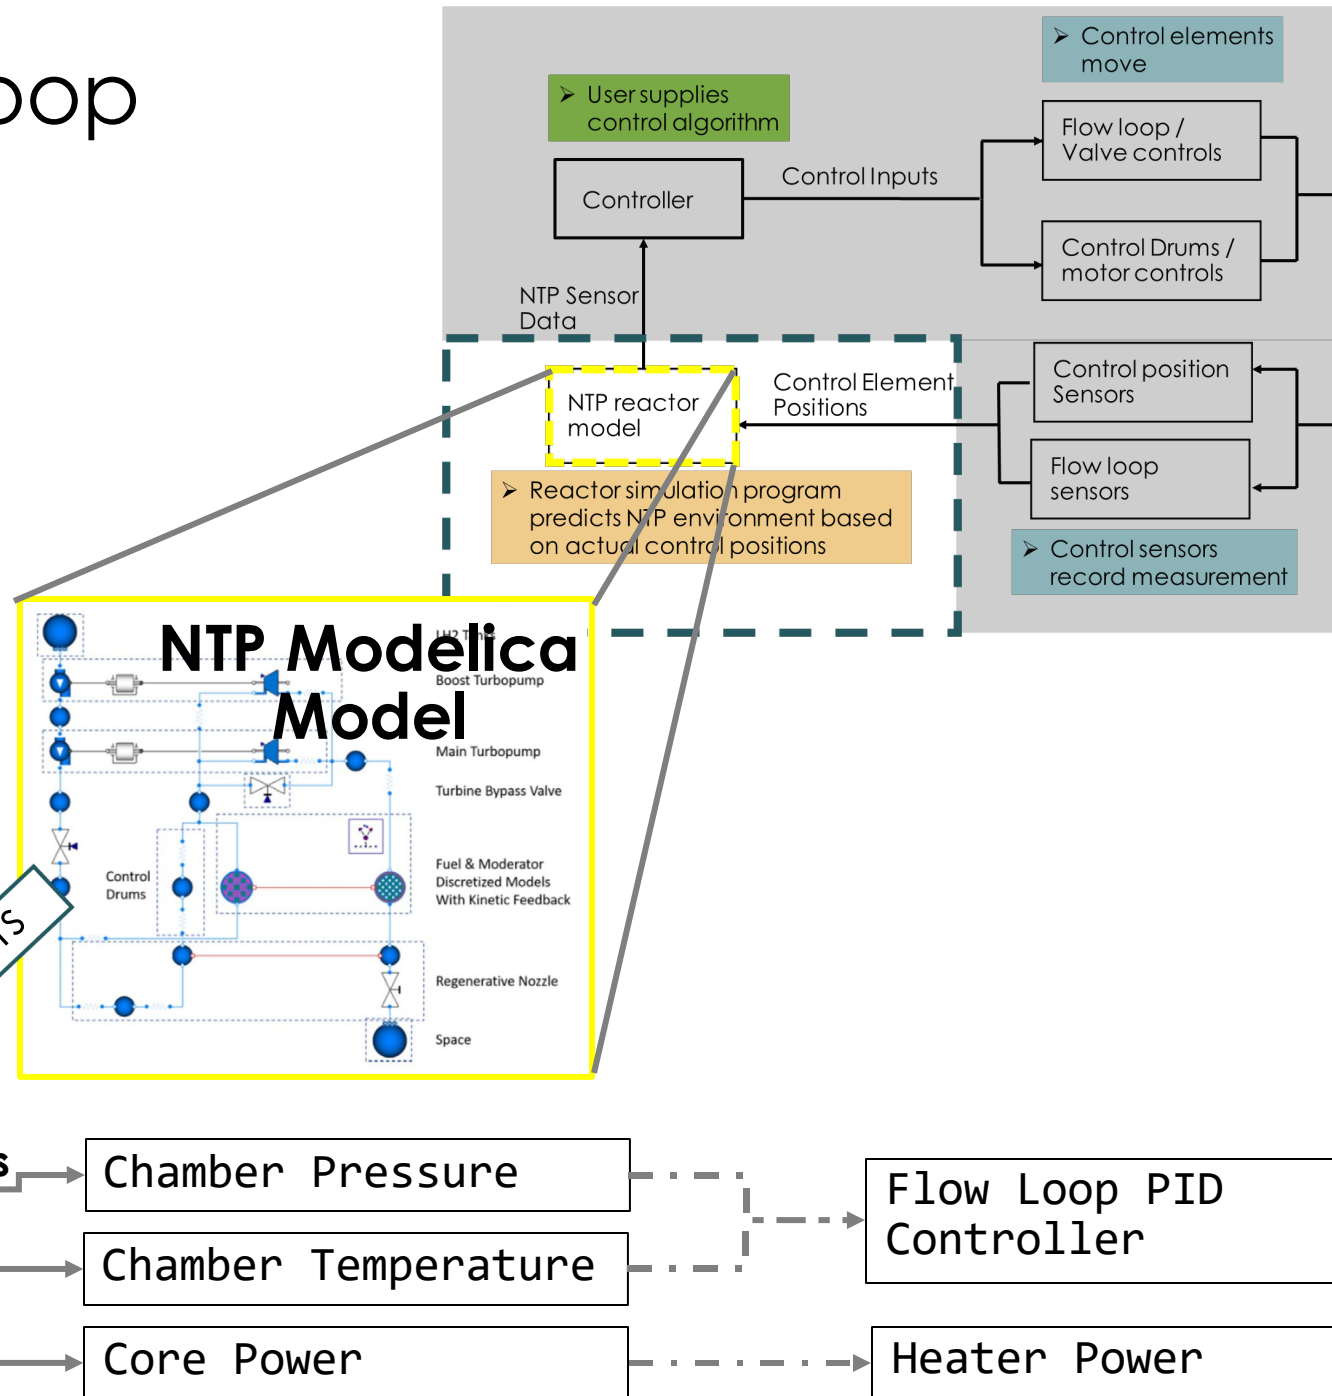 ➢ Control elements
move
➢ User supplies
control algorithm
Flow loop /
Valve controls
Control Inputs
Controller
Control Drums /
motor controls
NTP Sensor
Data
Control position
Sensors
Control Element
Positions
NTP reactor
model
Flow loop
sensors
➢ Reactor simulation program
predicts NTP environment based
on actual control positions
➢ Control sensors
record measurement
NTP Modelica
Model
LH2 Tanks
Boost Turbopump
Main Turbopump
Turbine Bypass Valve
Control
Drums
Fuel & Moderator
Discretized Models
With Kinetic Feedback
Regenerative Nozzle
Space
Chamber Pressure
Flow Loop PID
Controller
Chamber Temperature
Core Power
Heater Power